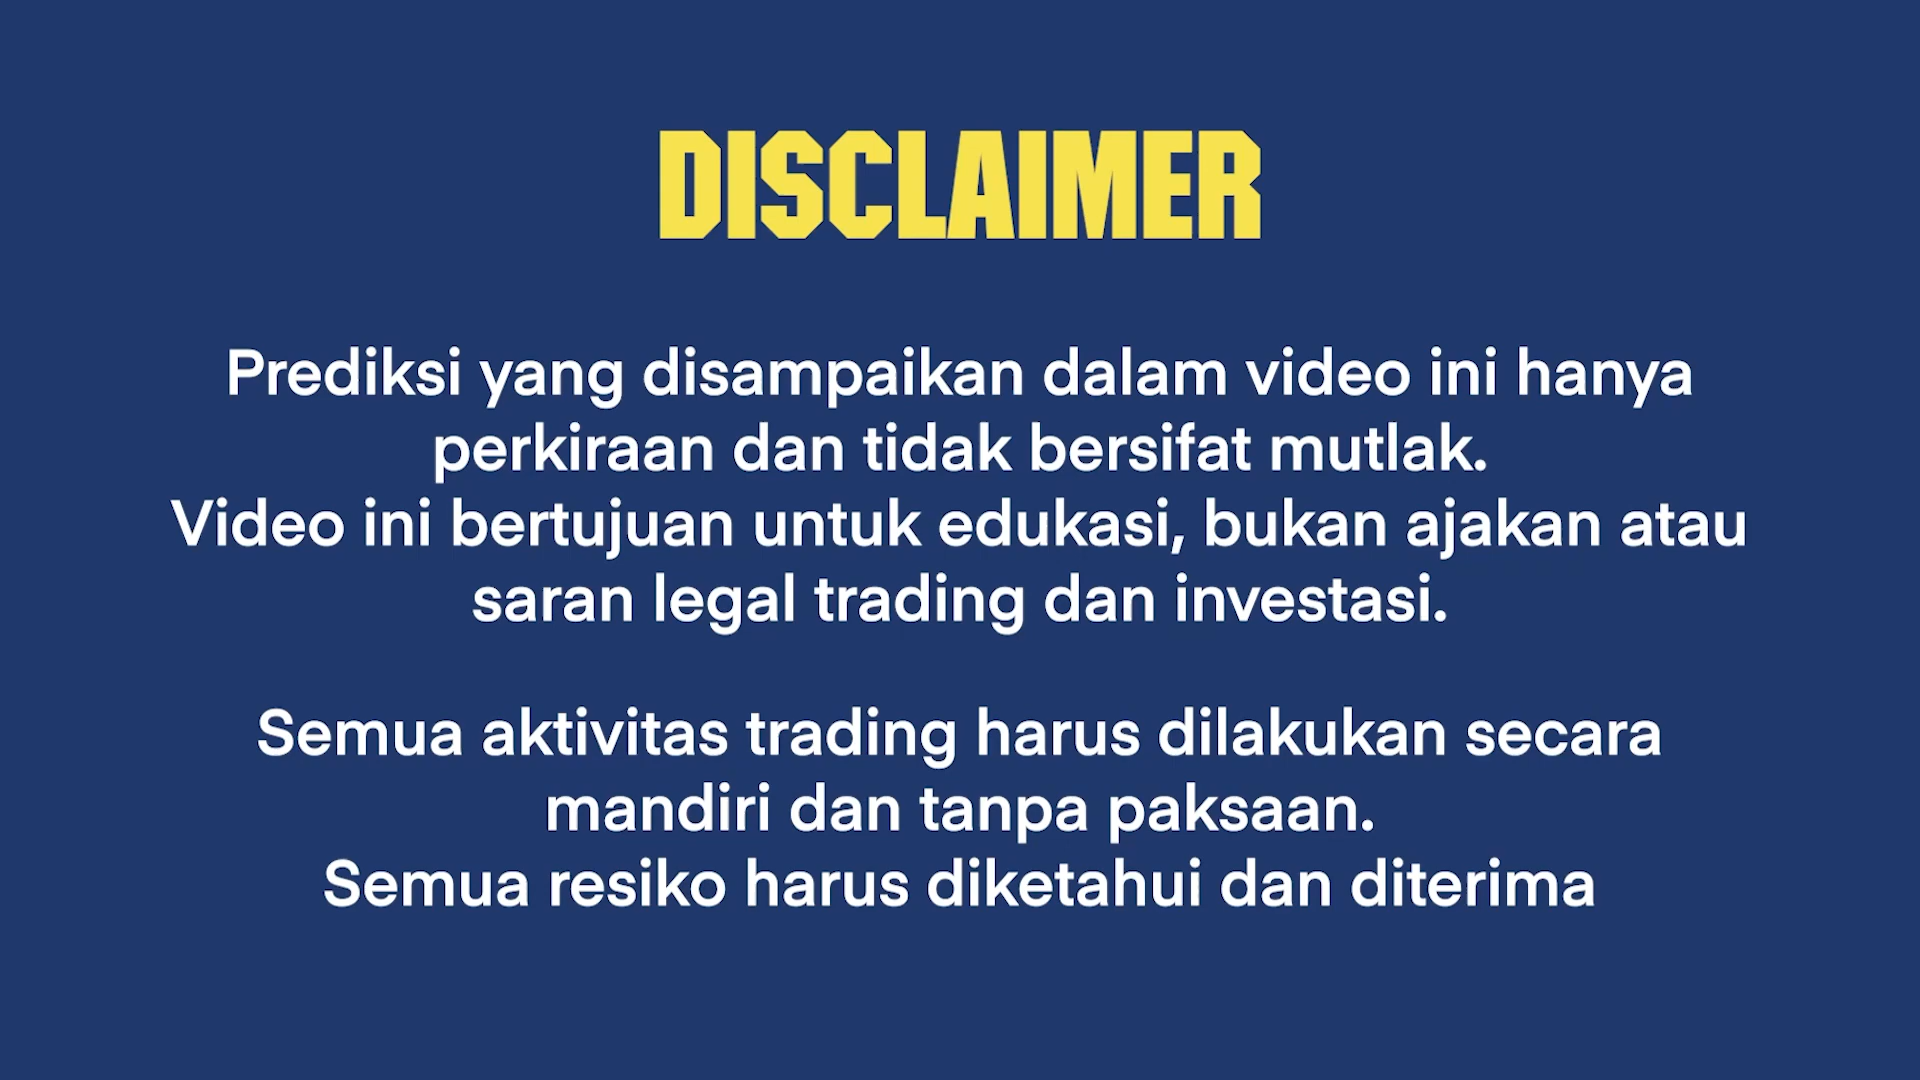 DISCLAIMER
Prediksi yang disampaikan dalam video ini hanya
perkiraan dan tidak bersifat mutlak.
Video ini bertujuan untuk edukasi, bukan ajakan atau
saran legal trading dan investasi.
Semua aktivitas trading harus dilakukan secara
mandiri dan tanpa paksaan.
Semua resiko harus diketahui dan diterima